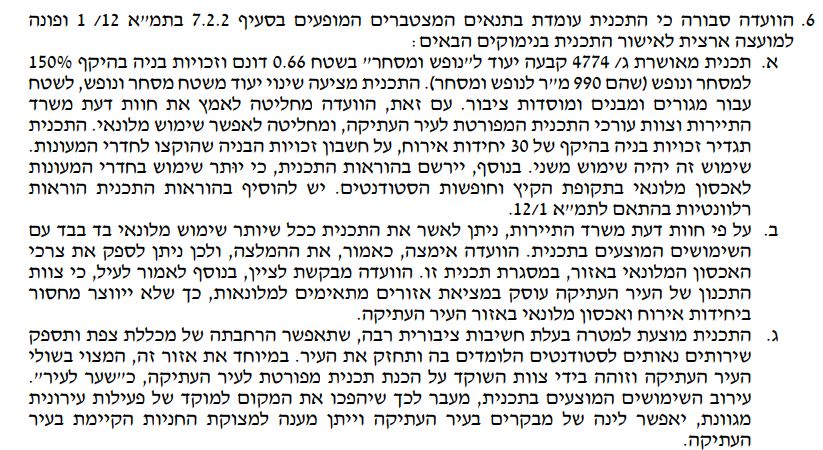 6. הוועדה סבורה כי התכנית עומדת בתנאים המצטברים המופעים בסעיף 7.2.2 בתמ״א 12/ 1 ופונה
למועצה ארצית לאישור התכנית בנימוקים הבאים:
א. תכנית מאושרת ג/ 4774 קבעה יעוד ל״נופש ומסחר״ בשטח 0.66 דונם וזכויות בניה בהיקף 150%
למסחר ונופש (שהם 990 מ״ר לנופש ומסחר). התכנית מציעה שינוי יעוד משטח מסחר ונופש, לשטח
עבור מגורים ומבנים ומוסדות ציבור. עם זאת, הוועדה מחליטה לאמץ את חוות דעת משרד
התיירות וצוות עורכי התכנית המפורטת לעיר העתיקה, ומחליטה לאפשר שימוש מלונאי. התכנית
תגדיר זכויות בניה בהיקף של 30 יחידות אירוח, על חשבון זכויות הבניה שהוקצו לחדרי המעונות.
שימוש זה יהיה שימוש משני. בנוסף, יירשם בהוראות התכנית, כי יותר שימוש בחדרי המעונות
לאכסון מלונאי בתקופת הקיץ וחופשות הסטודנטים. יש להוסיף בהוראות התכנית הוראות
רלוונטיות בהתאם לתמ״א 12/1.
ב. על פי חוות דעת משרד התיירות, ניתן לאשר את התכנית ככל שיותר שימוש מלונאי בד בבד עם
השימושים המוצעים בתכנית. הוועדה אימצה, כאמור, את ההמלצה, ולכן ניתן לספק את צרכי
האכסון המלונאי באזור, במסגרת תכנית זו. הוועדה מבקשת לציין, בנוסף לאמור לעיל, כי צוות
התכנון של העיר העתיקה עוסק במציאת אזורים מתאימים למלונאות, כך שלא ייווצר מחסור
ביחידות אירוח ואכסון מלונאי באזור העיר העתיקה.
ג. התכנית מוצעת למטרה בעלת חשיבות ציבורית רבה, שתאפשר הרחבתה של מכללת צפת ותספק
שירותים נאותים לסטודנטים הלומדים בה ותחזק את העיר. במיוחד את אזור זה, המצוי בשולי
העיר העתיקה וזוהה בידי צוות השוקד על הכנת תכנית מפורטת לעיר העתיקה, כ״שער לעיר״.
עירוב השימושים המוצעים בתכנית, מעבר לכך שיהפכו את המקום למוקד של פעילות עירונית
מגוונת, יאפשר לינה של מבקרים בעיר העתיקה וייתן מענה למצוקת החניות הקיימת בעיר
העתיקה.